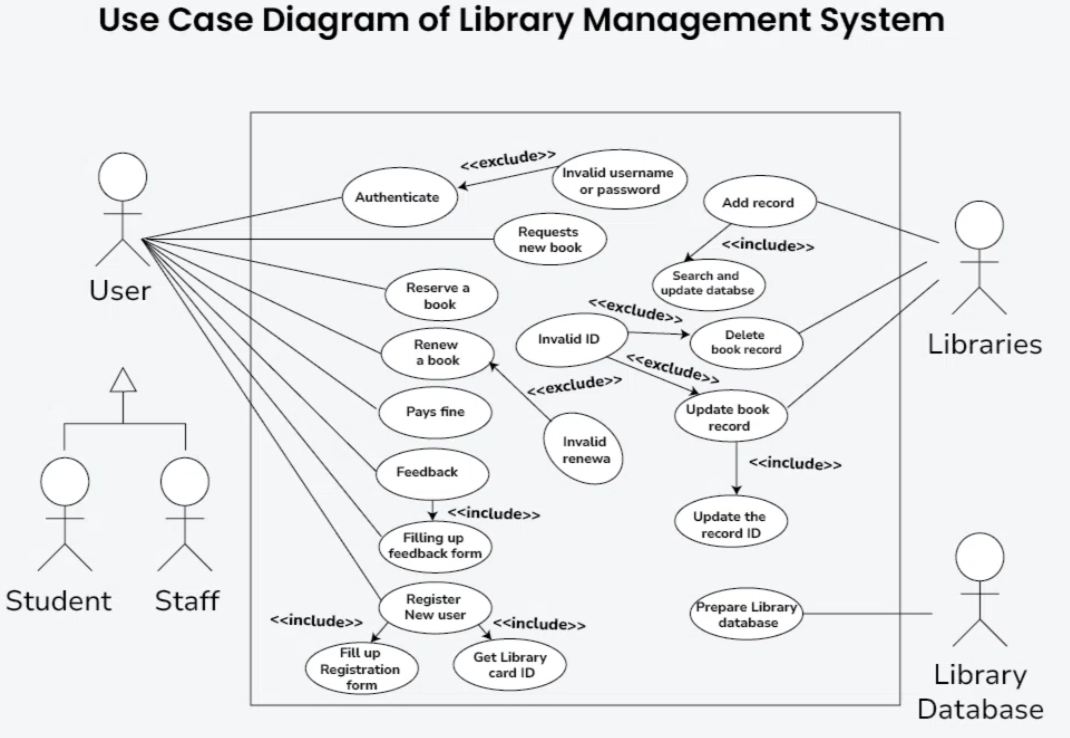 Use Case Diagram of Library Management System
<<exclude>>
Invalid username
or password
Authenticate
Add record
Requests
new book
<<include>>
User
Search and
update databse
Reserve a
book
<<exclude>>
Invalid ID
Delete
book record
Libraries
Renew
a book
<<exclude>>
<<exclude>>
Pays fine
Update book
record
Invalid
renewa
Feedback
<<include>>
<<include>>
Update the
record ID
Filling up
feedback form
Student
Staff
Register
New user
Prepare Library
database
<<include>>
<<include>>
Fill up
Registration
form
Get Library
card ID
Library
Database